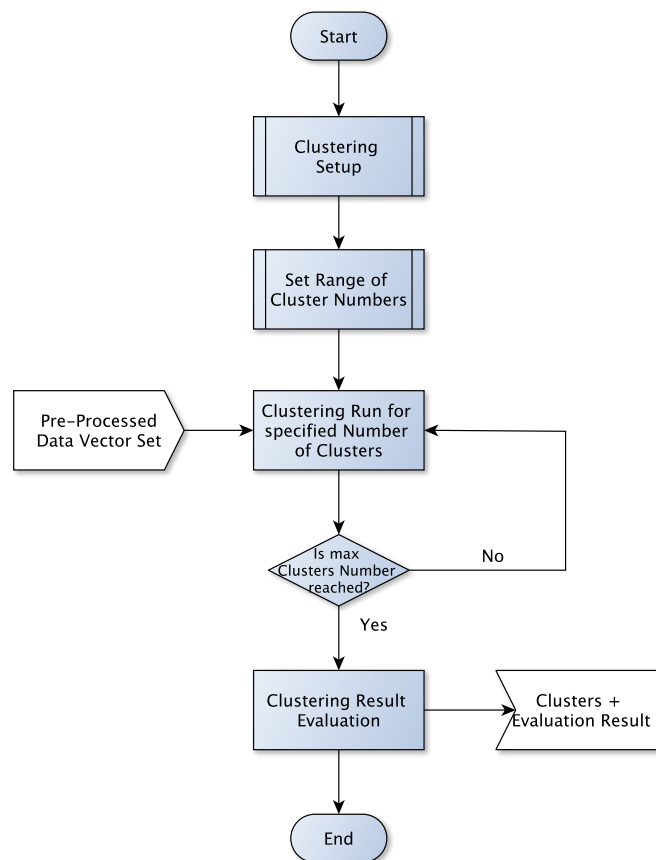 Start
Clustering
Setup
Set Range of
Cluster Numbers
Pre-Processed
Data Vector Set
Clustering Run for
specified Number
of Clusters
Is max
Clusters Number
reached?
No
Yes
Clustering Result
Evaluation
Clusters +
Evaluation Result
End